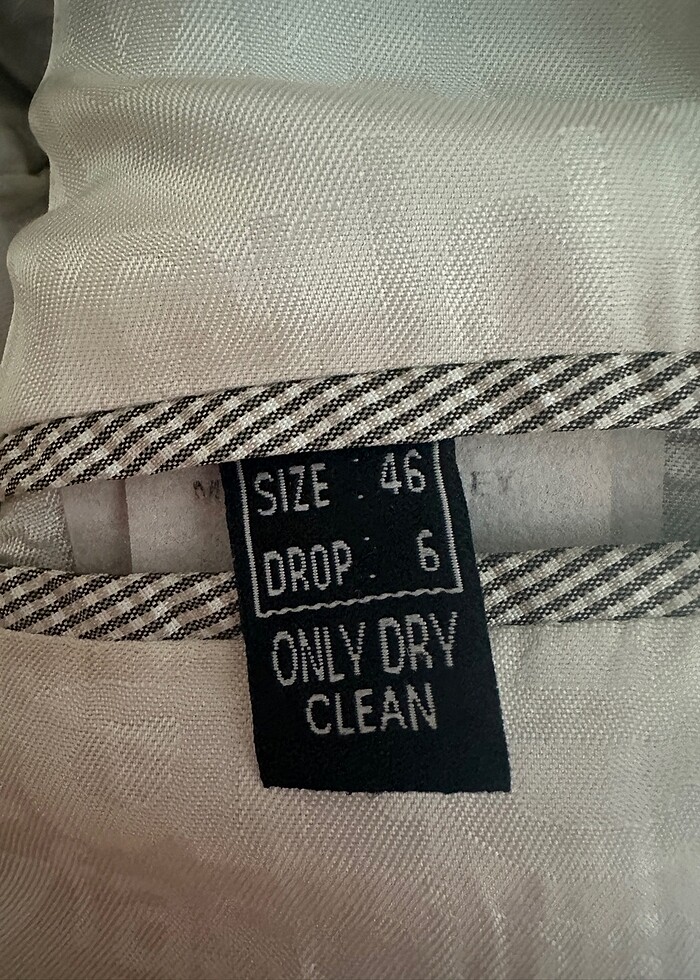 SIZE : 46
DROP : 6
ONLY DRY
CLEAN